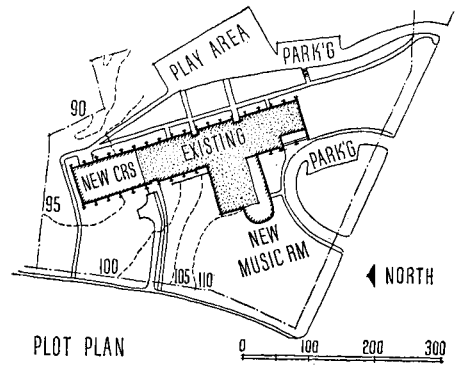 PLAY AREA
PARK'G
90
EXISTING
NEW CRS
PARK'G
95
NEW
MUSIC RM
100
105
110
NORTH
PLOT PLAN
0 100 200 300